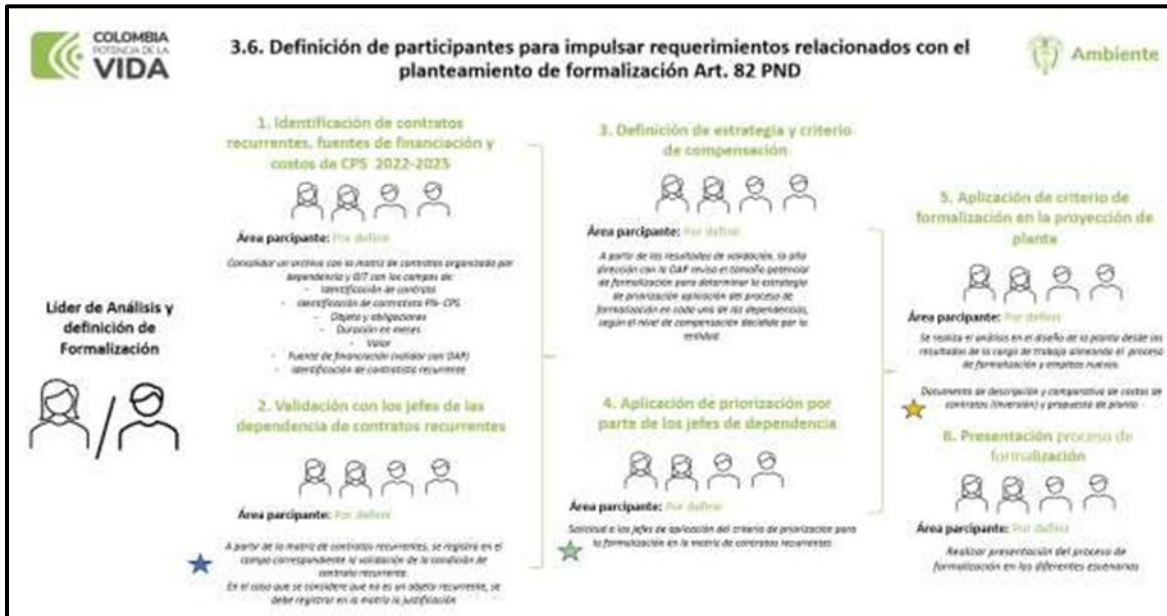 COLOMBIA
POTENCIA DE LA
VIDA
3.6. Definición de participantes para impulsar requerimientos relacionados con el
planteamiento de formalización Art. 82 PND
Ambiente
Líder de Análisis y
definición de
Formalización
1. Identificación de contratos
recurrentes, fuentes de financiación y
costos de CPS 2022-2023
Área parcipante: Por definir
Consolidar un archivo con la matriz de contratos organizada por
dependencia y GIT con los campos de:
- Identificación de contrato
- Identificación de contratista PN- CPS
- Objeto y obligaciones
- Duración en meses
- Valor
- Fuente de financiación (validar con OAP)
- Identificación de contratista recurrente
2. Validación con los jefes de las
dependencia de contratos recurrentes
Área parcipante: Por definir
A partir de la matriz de contratos recurrentes, se registra en el
campo correspondiente la validación de la condición de
contrato recurrente.
En el caso que se considere que no es un objeto recurrente, se
debe registrar en la matriz la justificación
3. Definición de estrategia y criterio
de compensación
Área parcipante: Por definir
A partir de los resultados de validación, la alta
dirección con la OAP revisa el tamaño potencial
de formalización para determinar la estrategia
de priorización aplicación del proceso de
formalización en cada una de las dependencias,
según el nivel de compensación decidida por la
entidad.
4. Aplicación de priorización por
parte de los jefes de dependencia
Área parcipante: Por definir
Solicitud a los jefes de aplicación del criterio de priorización para
la formalización en la matriz de contratos recurrentes
5. Aplicación de criterio de
formalización en la proyección de
planta
Área parcipante: Por definir
Se realiza el análisis en el diseño de la planta desde los
resultados de la carga de trabajo alineando el proceso
de formalización y empleos nuevos
Documento de descripción y comparativo de costos de
contratos (inversión) y propuesta de planta
6. Presentación proceso de
formalización
Área parcipante: Por definir
Realizar presentación del proceso de
formalización en los diferentes escenarios